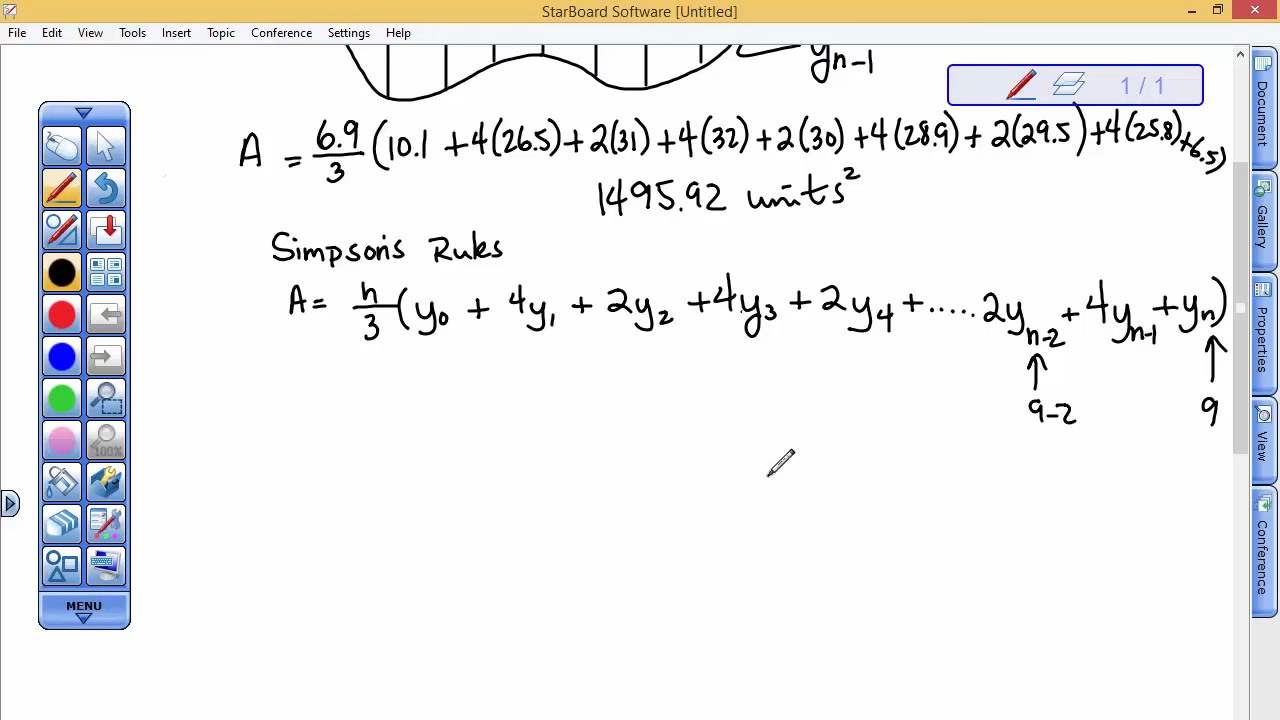 StarBoard Software [Untitled]
File Edit View Tools Insert Topic Conference Settings Help
yn-1
1 / 1
A = 6.9/3 (10.1 + 4(26.5) + 2(31) + 4(32) + 2(30) + 4(28.9) + 2(29.5) + 4(25.8) + 6.5)
1495.92 units²
Simpson's Rules
A = h/3 (y₀ + 4y₁ + 2y₂ + 4y₃ + 2y₄ + ..... 2yn-2 + 4yn-1 + yn)
9-2 9
100%
MENU
Document
Gallery
Properties
View
Conference